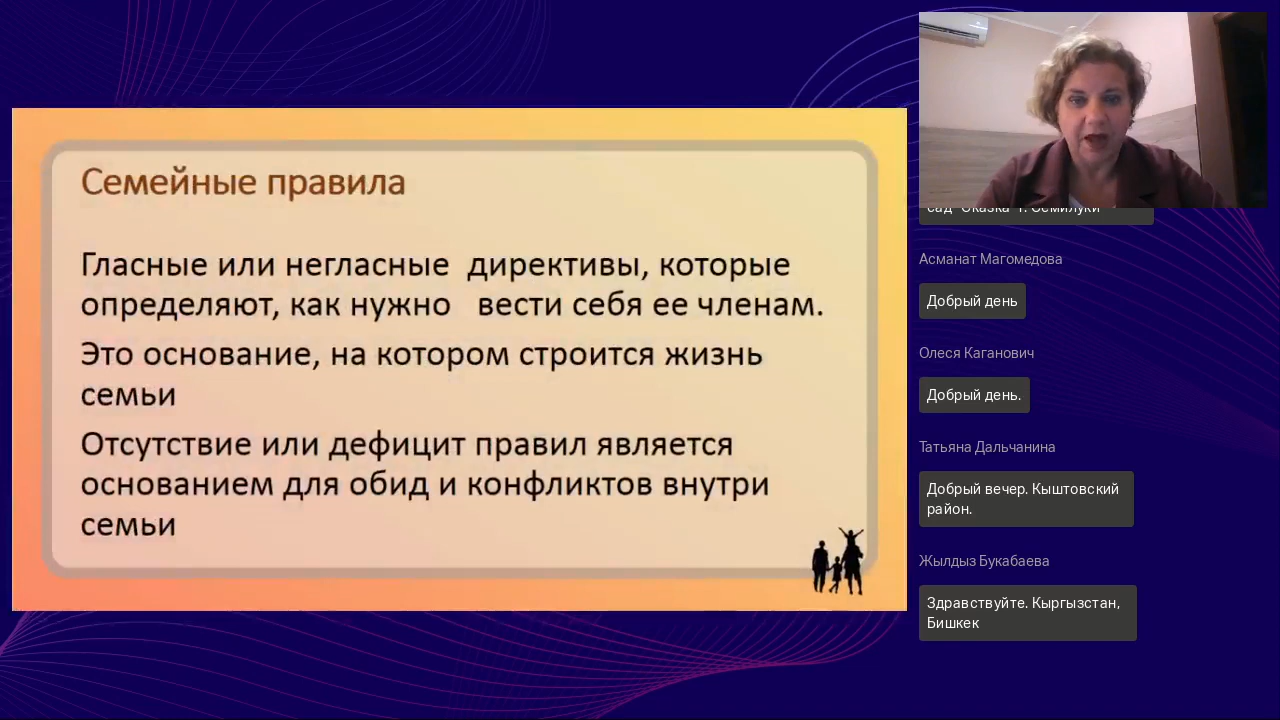 Семейные правила
Гласные или негласные директивы, которые
определяют, как нужно вести себя ее членам.
Это основание, на котором строится жизнь
семьи
Отсутствие или дефицит правил является
основанием для обид и конфликтов внутри
семьи
Асманат Магомедова
Добрый день
Олеся Каганович
Добрый день.
Татьяна Дальчанина
Добрый вечер. Кыштовский
район.
Жылдыз Букабаева
Здравствуйте. Кыргызстан,
Бишкек